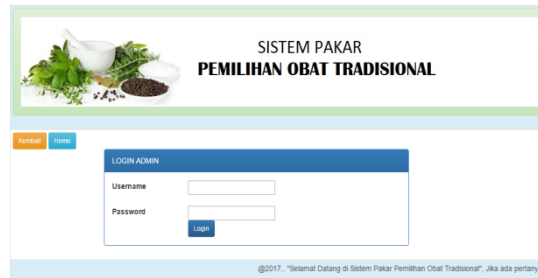 SISTEM PAKAR
PEMILIHAN OBAT TRADISIONAL
Kembali Home
LOGIN ADMIN
Username
Password
Login
@2017.. "Selamat Datang di Sistem Pakar Pemilihan Obat Tradisional", Jika ada pertany